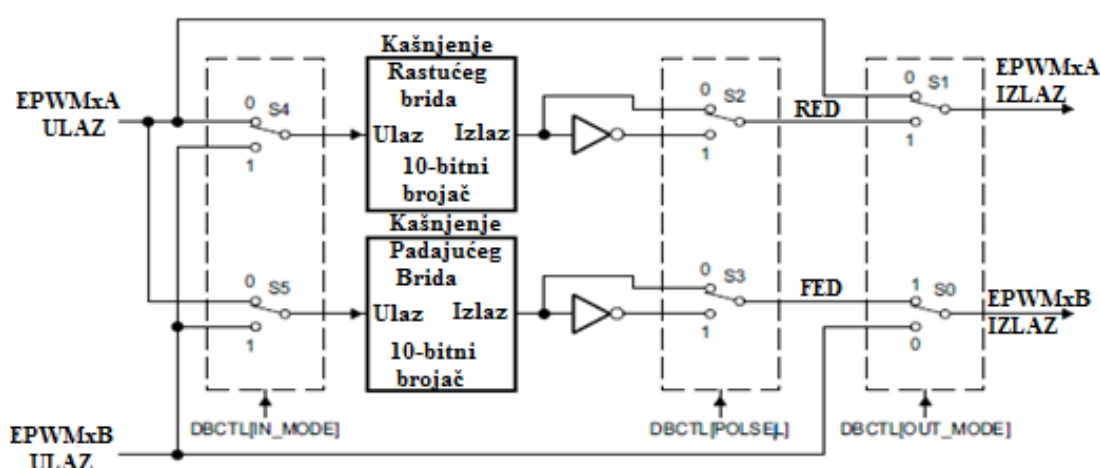 EPWMxA
ULAZ
0
S4
1
Kašnjenje
Rastućeg
brida
Ulaz Izlaz
10-bitni
brojač
0
S2
1
RED
0
S1
1
EPWMxA
IZLAZ
0
S5
1
Kašnjenje
Padajućeg
Brida
Ulaz Izlaz
10-bitni
brojač
0
S3
1
FED
1
S0
0
EPWMxB
IZLAZ
DBCTL[IN_MODE]
DBCTL[POLSEL]
DBCTL[OUT_MODE]
EPWMxB
ULAZ